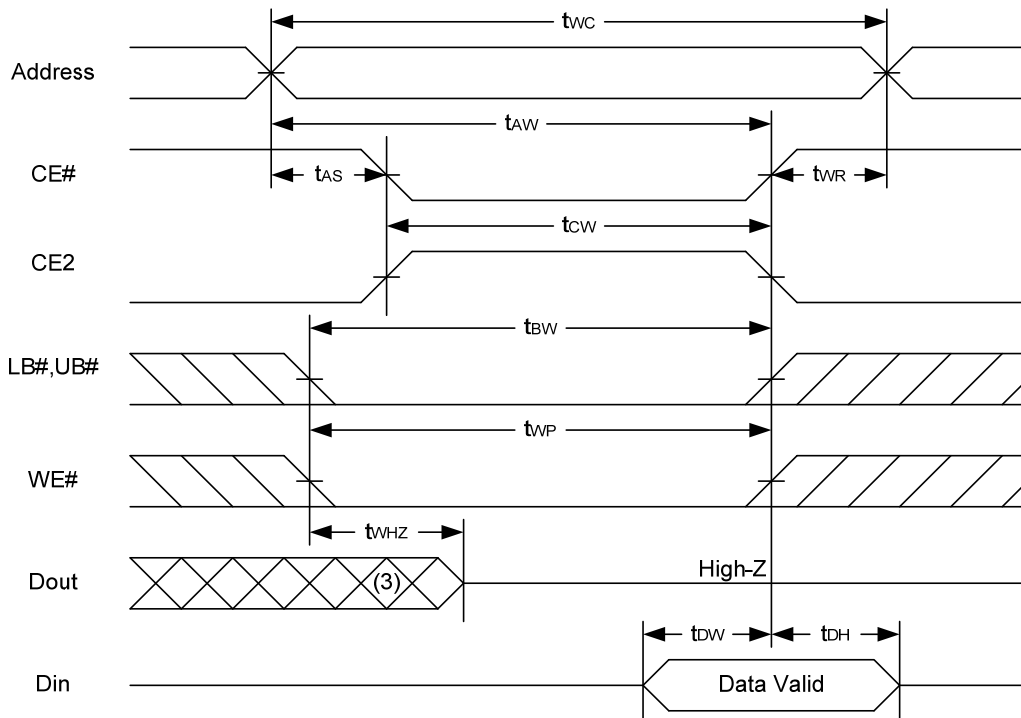 tWC
Address
tAW
CE#
tAS
tWR
tCW
CE2
tBW
LB#,UB#
tWP
WE#
tWHZ
Dout
(3)
High-Z
tDW
tDH
Din
Data Valid